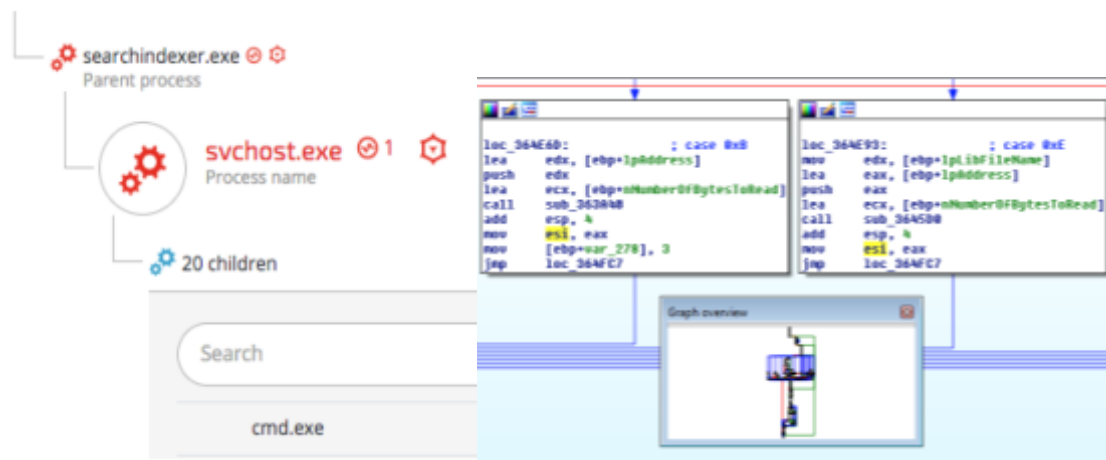 searchindexer.exe
Parent process
svchost.exe 1
Process name
20 children
Search
cmd.exe
loc_364E6D: ; case 0xB
lea edx, [ebp+lpAddress]
push edx
lea ecx, [ebp+nNumberOfBytesToRead]
call sub_363A40
add esp, 4
mov esi, eax
mov [ebp+var_278], 3
jmp loc_364FC7
loc_364E93: ; case 0xE
mov edx, [ebp+lpLibFileName]
lea eax, [ebp+lpAddress]
push eax
lea ecx, [ebp+nNumberOfBytesToRead]
call sub_3645D0
add esp, 4
mov esi, eax
jmp loc_364FC7
Graph overview